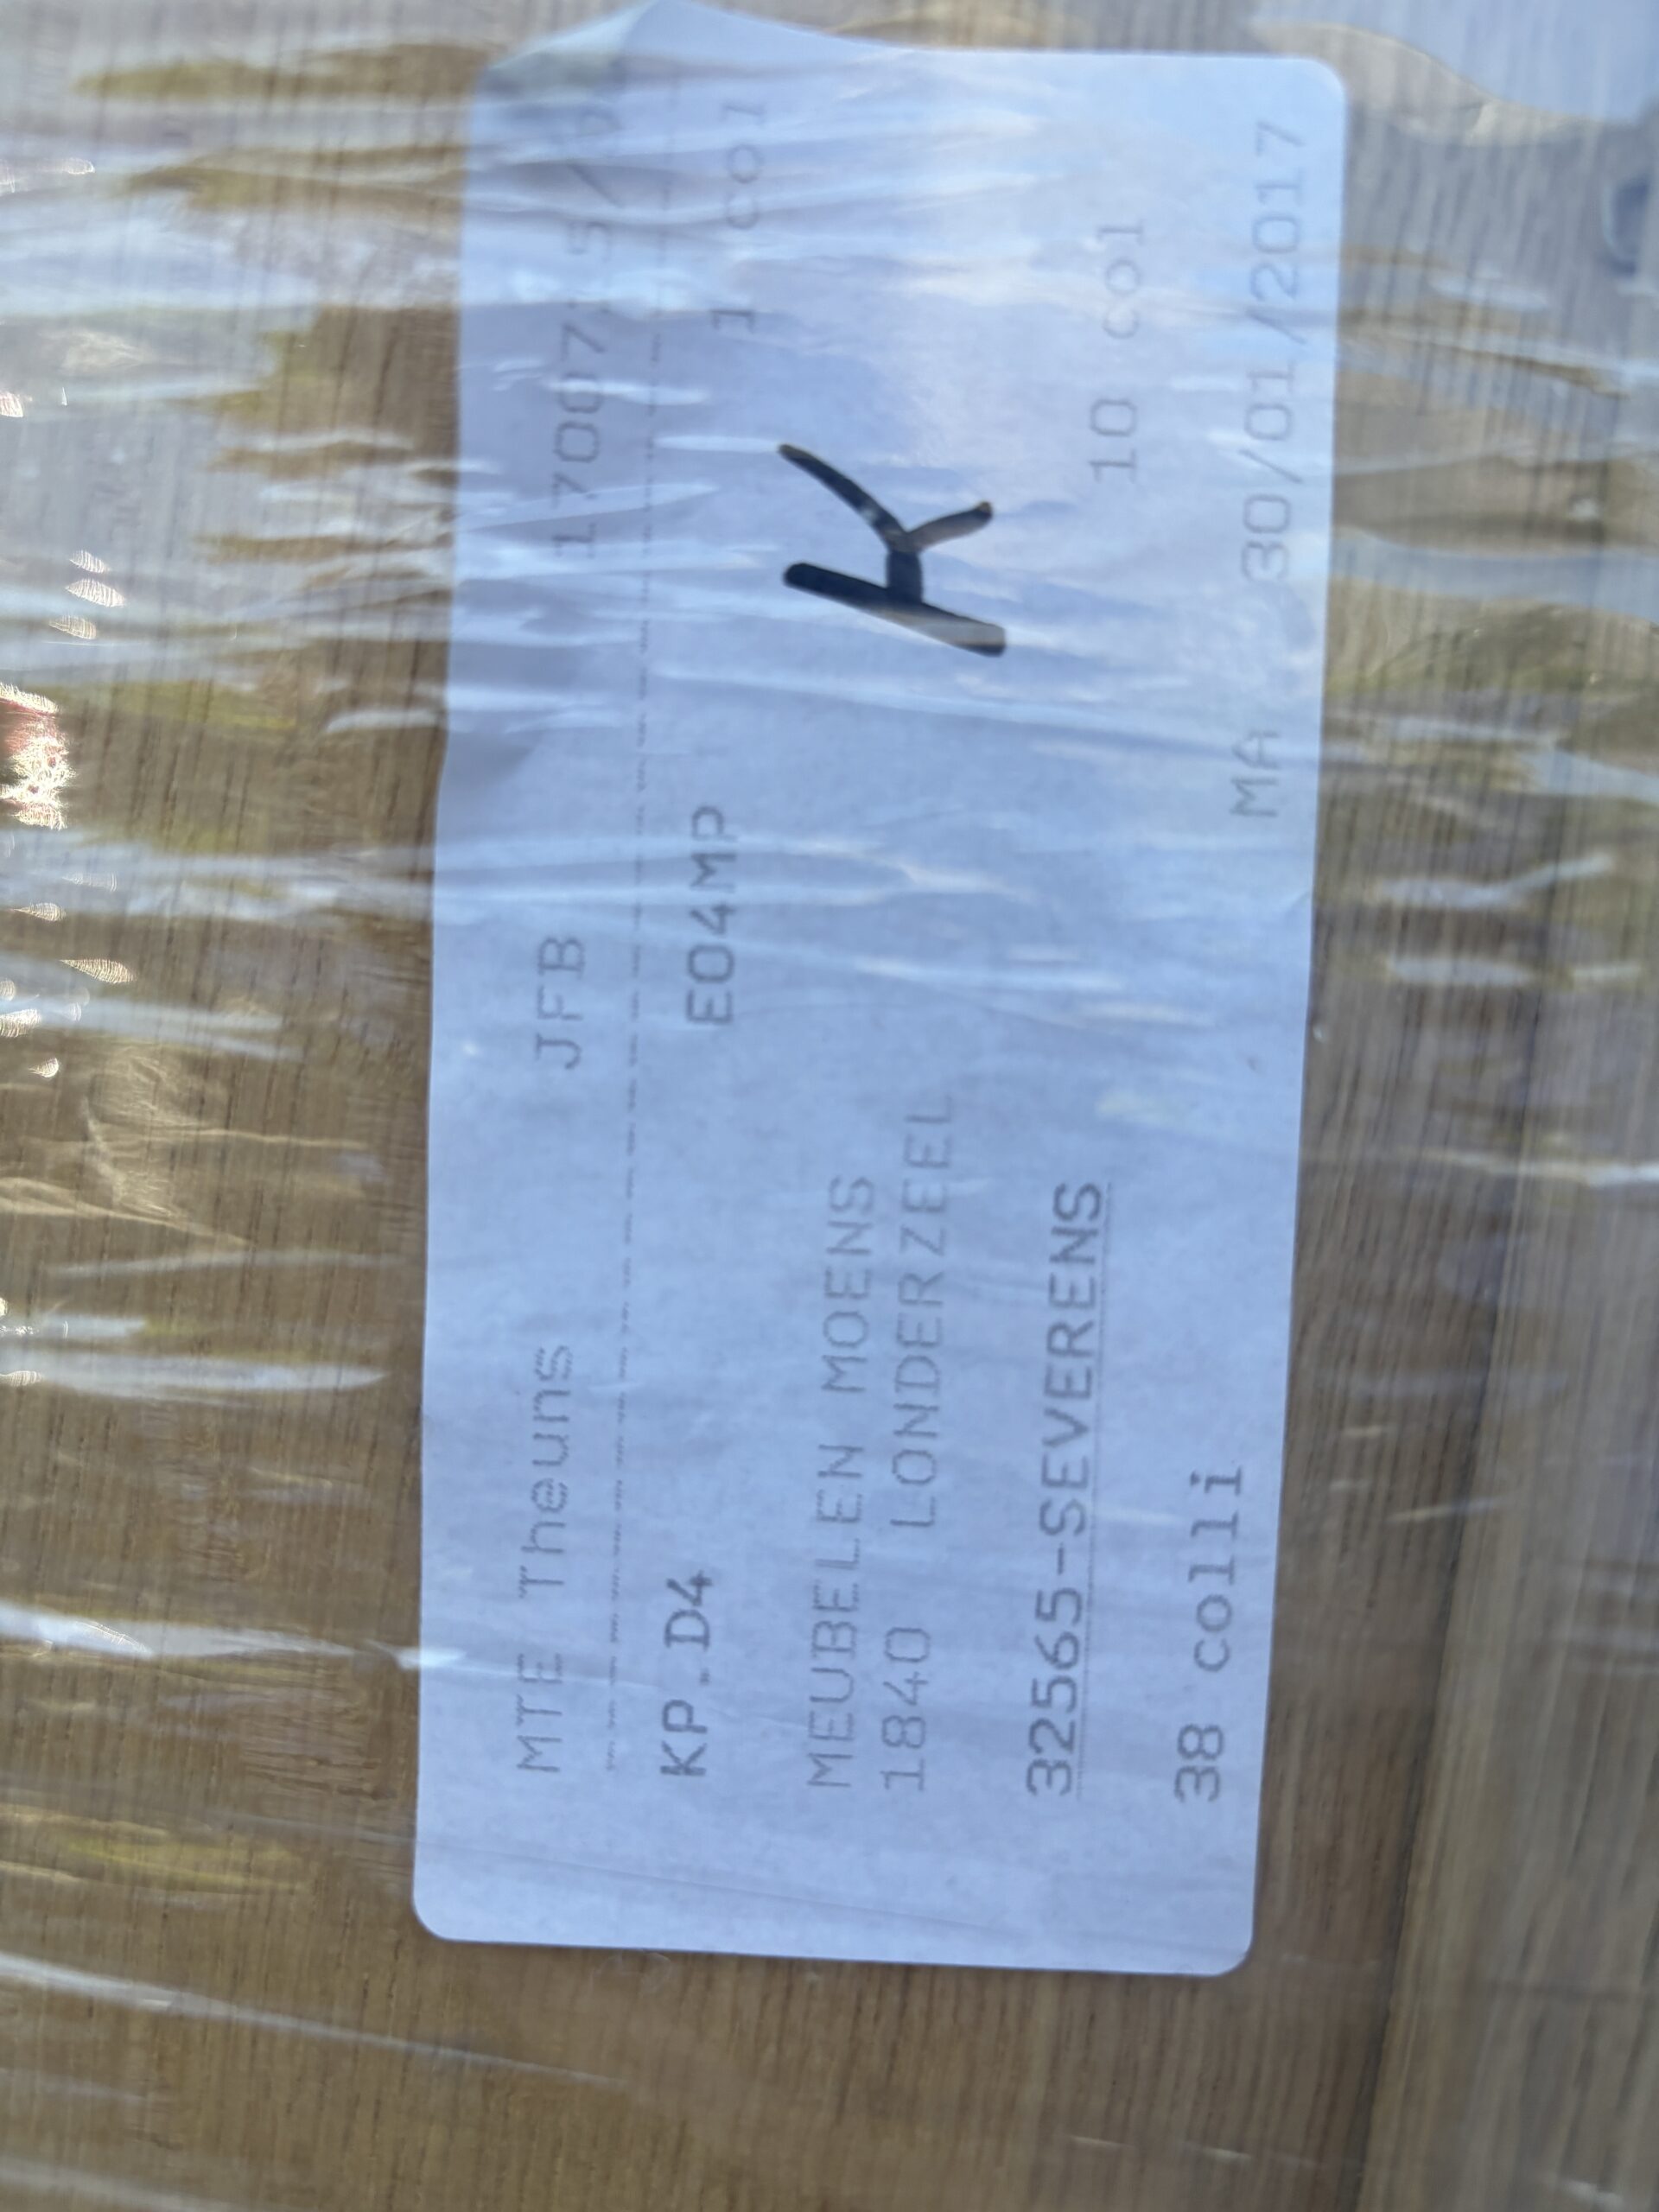 MTE Theuns JFB
KP.D4 E04MP 1 col
MEUBELEN MOENS
1840 LONDERZEEL
K
32565-SEVERENS 10 col
38 colli MA 30/01/2017